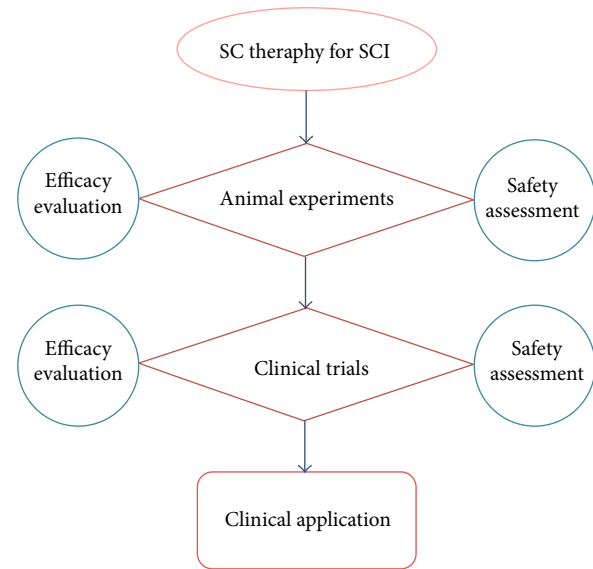 SC theraphy for SCI
Efficacy
evaluation
Animal experiments
Safety
assessment
Efficacy
evaluation
Clinical trials
Safety
assessment
Clinical application